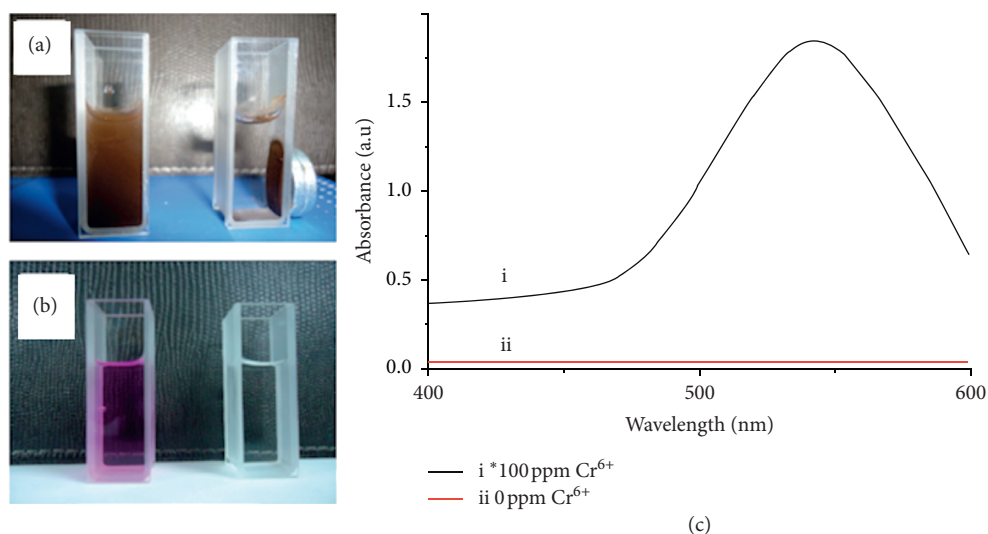 (a)
(b)
Absorbance (a.u)
1.5
1.0
0.5
0.0
i
ii
400
500
600
Wavelength (nm)
i *100 ppm Cr⁶⁺
ii 0 ppm Cr⁶⁺
(c)